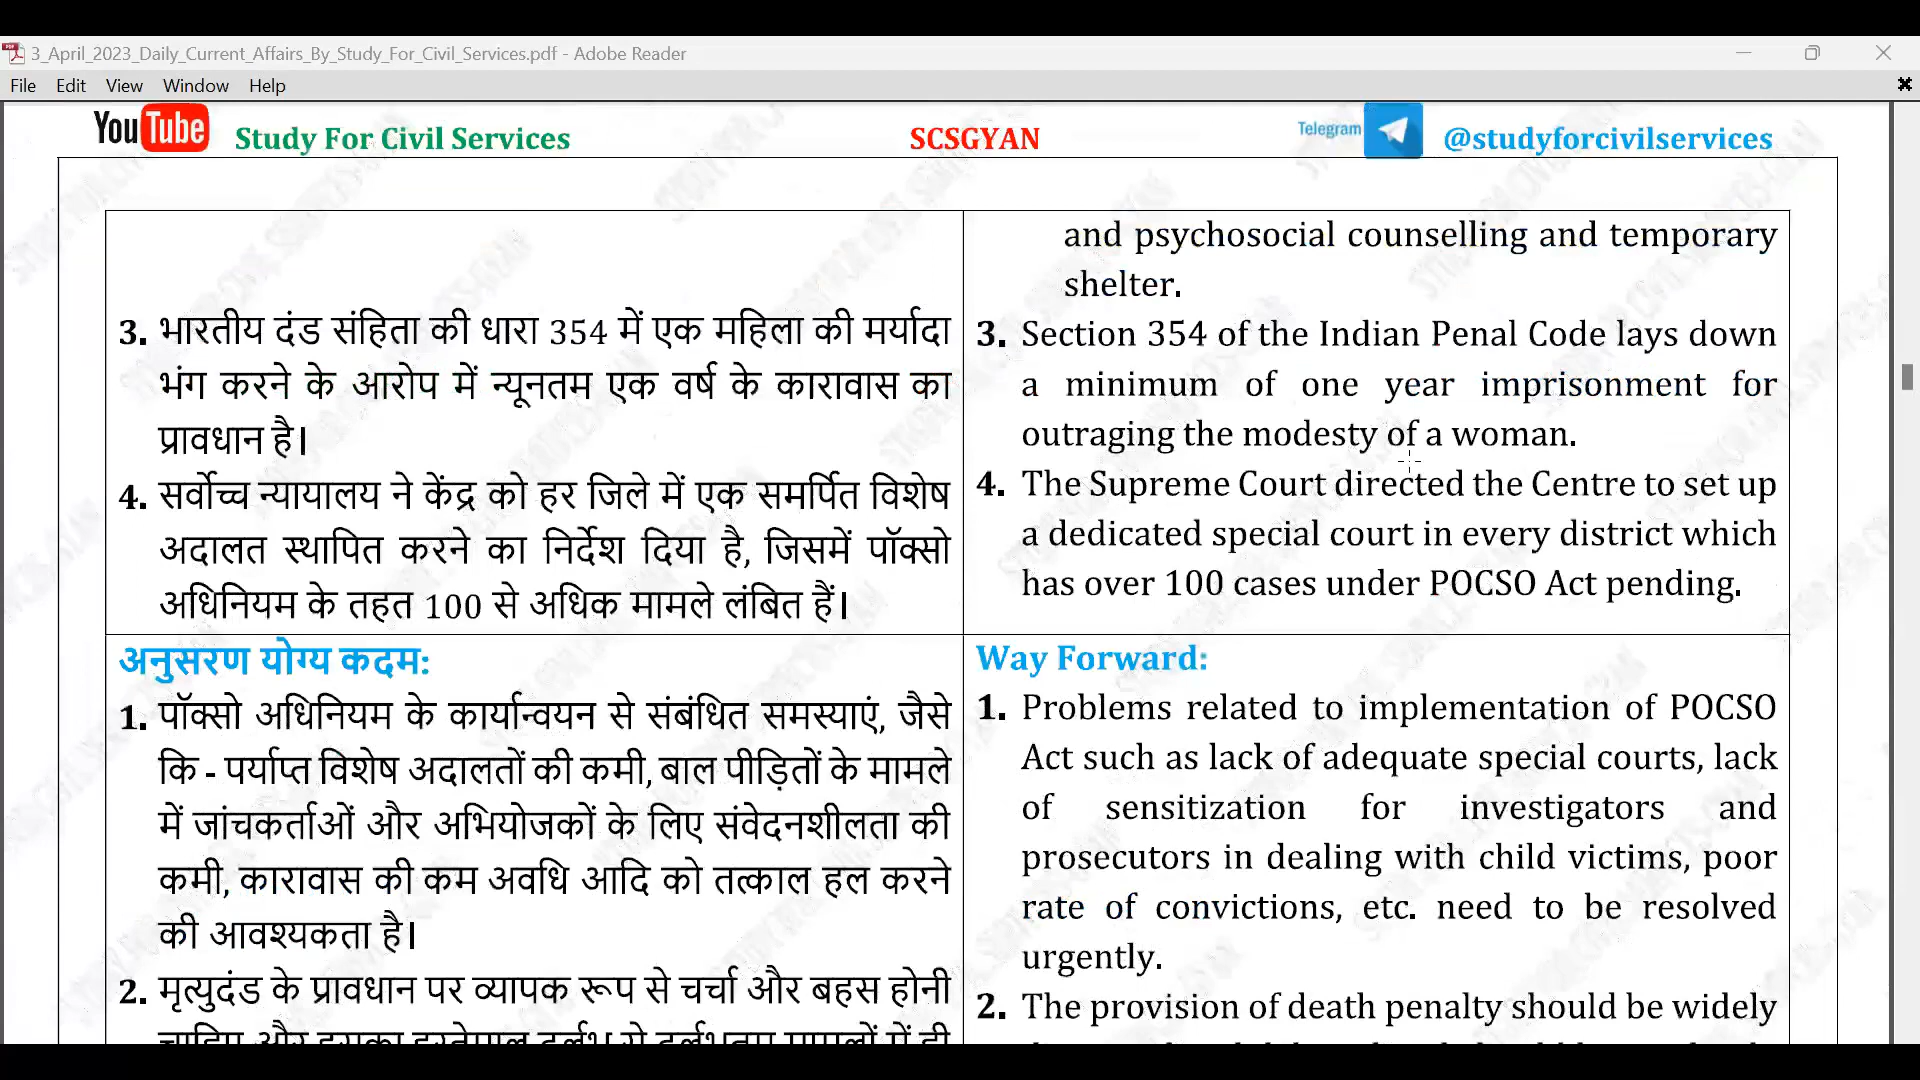 3_April_2023_Daily_Current_Affairs_By_Study_For_Civil_Services.pdf - Adobe Reader
File Edit View Window Help
YouTube Study For Civil Services SCSGYAN Telegram @studyforcivilservices
3. भारतीय दंड संहिता की धारा 354 में एक महिला की मर्यादा
भंग करने के आरोप में न्यूनतम एक वर्ष के कारावास का
प्रावधान है।
4. सर्वोच्च न्यायालय ने केंद्र को हर जिले में एक समर्पित विशेष
अदालत स्थापित करने का निर्देश दिया है, जिसमें पॉक्सो
अधिनियम के तहत 100 से अधिक मामले लंबित हैं।
and psychosocial counselling and temporary
shelter.
3. Section 354 of the Indian Penal Code lays down
a minimum of one year imprisonment for
outraging the modesty of a woman.
4. The Supreme Court directed the Centre to set up
a dedicated special court in every district which
has over 100 cases under POCSO Act pending.
अनुसरण योग्य कदम:
1. पॉक्सो अधिनियम के कार्यान्वयन से संबंधित समस्याएं, जैसे
कि - पर्याप्त विशेष अदालतों की कमी, बाल पीड़ितों के मामले
में जांचकर्ताओं और अभियोजकों के लिए संवेदनशीलता की
कमी, कारावास की कम अवधि आदि को तत्काल हल करने
की आवश्यकता है।
2. मृत्युदंड के प्रावधान पर व्यापक रूप से चर्चा और बहस होनी
Way Forward:
1. Problems related to implementation of POCSO
Act such as lack of adequate special courts, lack
of sensitization for investigators and
prosecutors in dealing with child victims, poor
rate of convictions, etc. need to be resolved
urgently.
2. The provision of death penalty should be widely